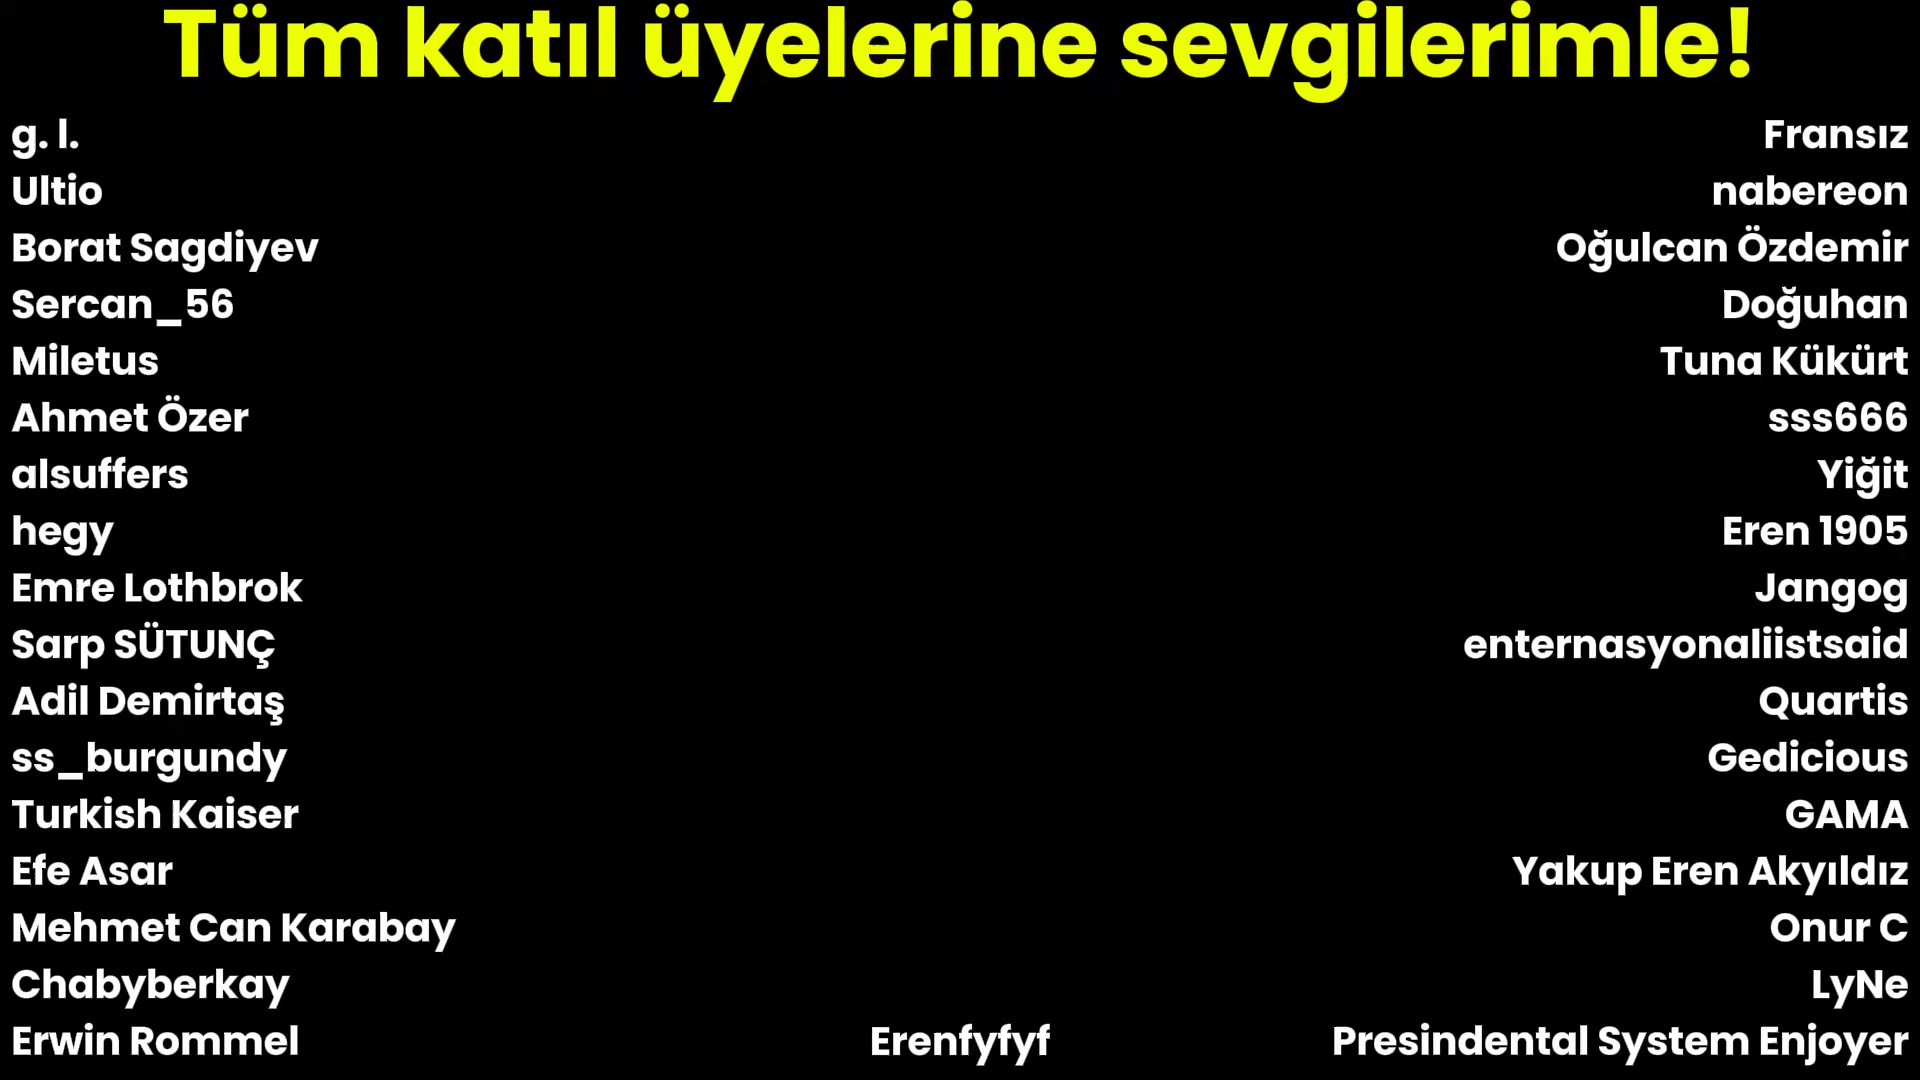 Tüm katıl üyelerine sevgilerimle!
g. l.
Ultio
Borat Sagdiyev
Sercan_56
Miletus
Ahmet Özer
alsuffers
hegy
Emre Lothbrok
Sarp SÜTUNÇ
Adil Demirtaş
ss_burgundy
Turkish Kaiser
Efe Asar
Mehmet Can Karabay
Chabyberkay
Erwin Rommel
Erenfyfyf
Fransız
nabereon
Oğulcan Özdemir
Doğuhan
Tuna Kükürt
sss666
Yiğit
Eren 1905
Jangog
enternasyonaliistsaid
Quartis
Gedicious
GAMA
Yakup Eren Akyıldız
Onur C
LyNe
Presindental System Enjoyer